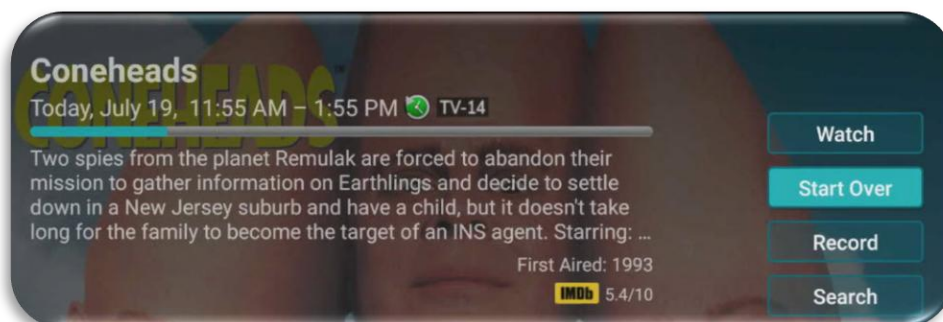 Coneheads
CONEHEADS™
Today, July 19, 11:55 AM – 1:55 PM TV-14
Two spies from the planet Remulak are forced to abandon their
mission to gather information on Earthlings and decide to settle
down in a New Jersey suburb and have a child, but it doesn't take
long for the family to become the target of an INS agent. Starring: ...
First Aired: 1993
IMDb 5.4/10
Watch
Start Over
Record
Search